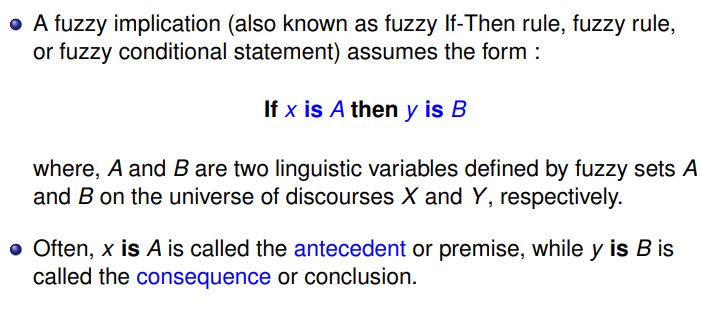 A fuzzy implication (also known as fuzzy If-Then rule, fuzzy rule,
or fuzzy conditional statement) assumes the form :
If x is A then y is B
where, A and B are two linguistic variables defined by fuzzy sets A
and B on the universe of discourses X and Y, respectively.
Often, x is A is called the antecedent or premise, while y is B is
called the consequence or conclusion.